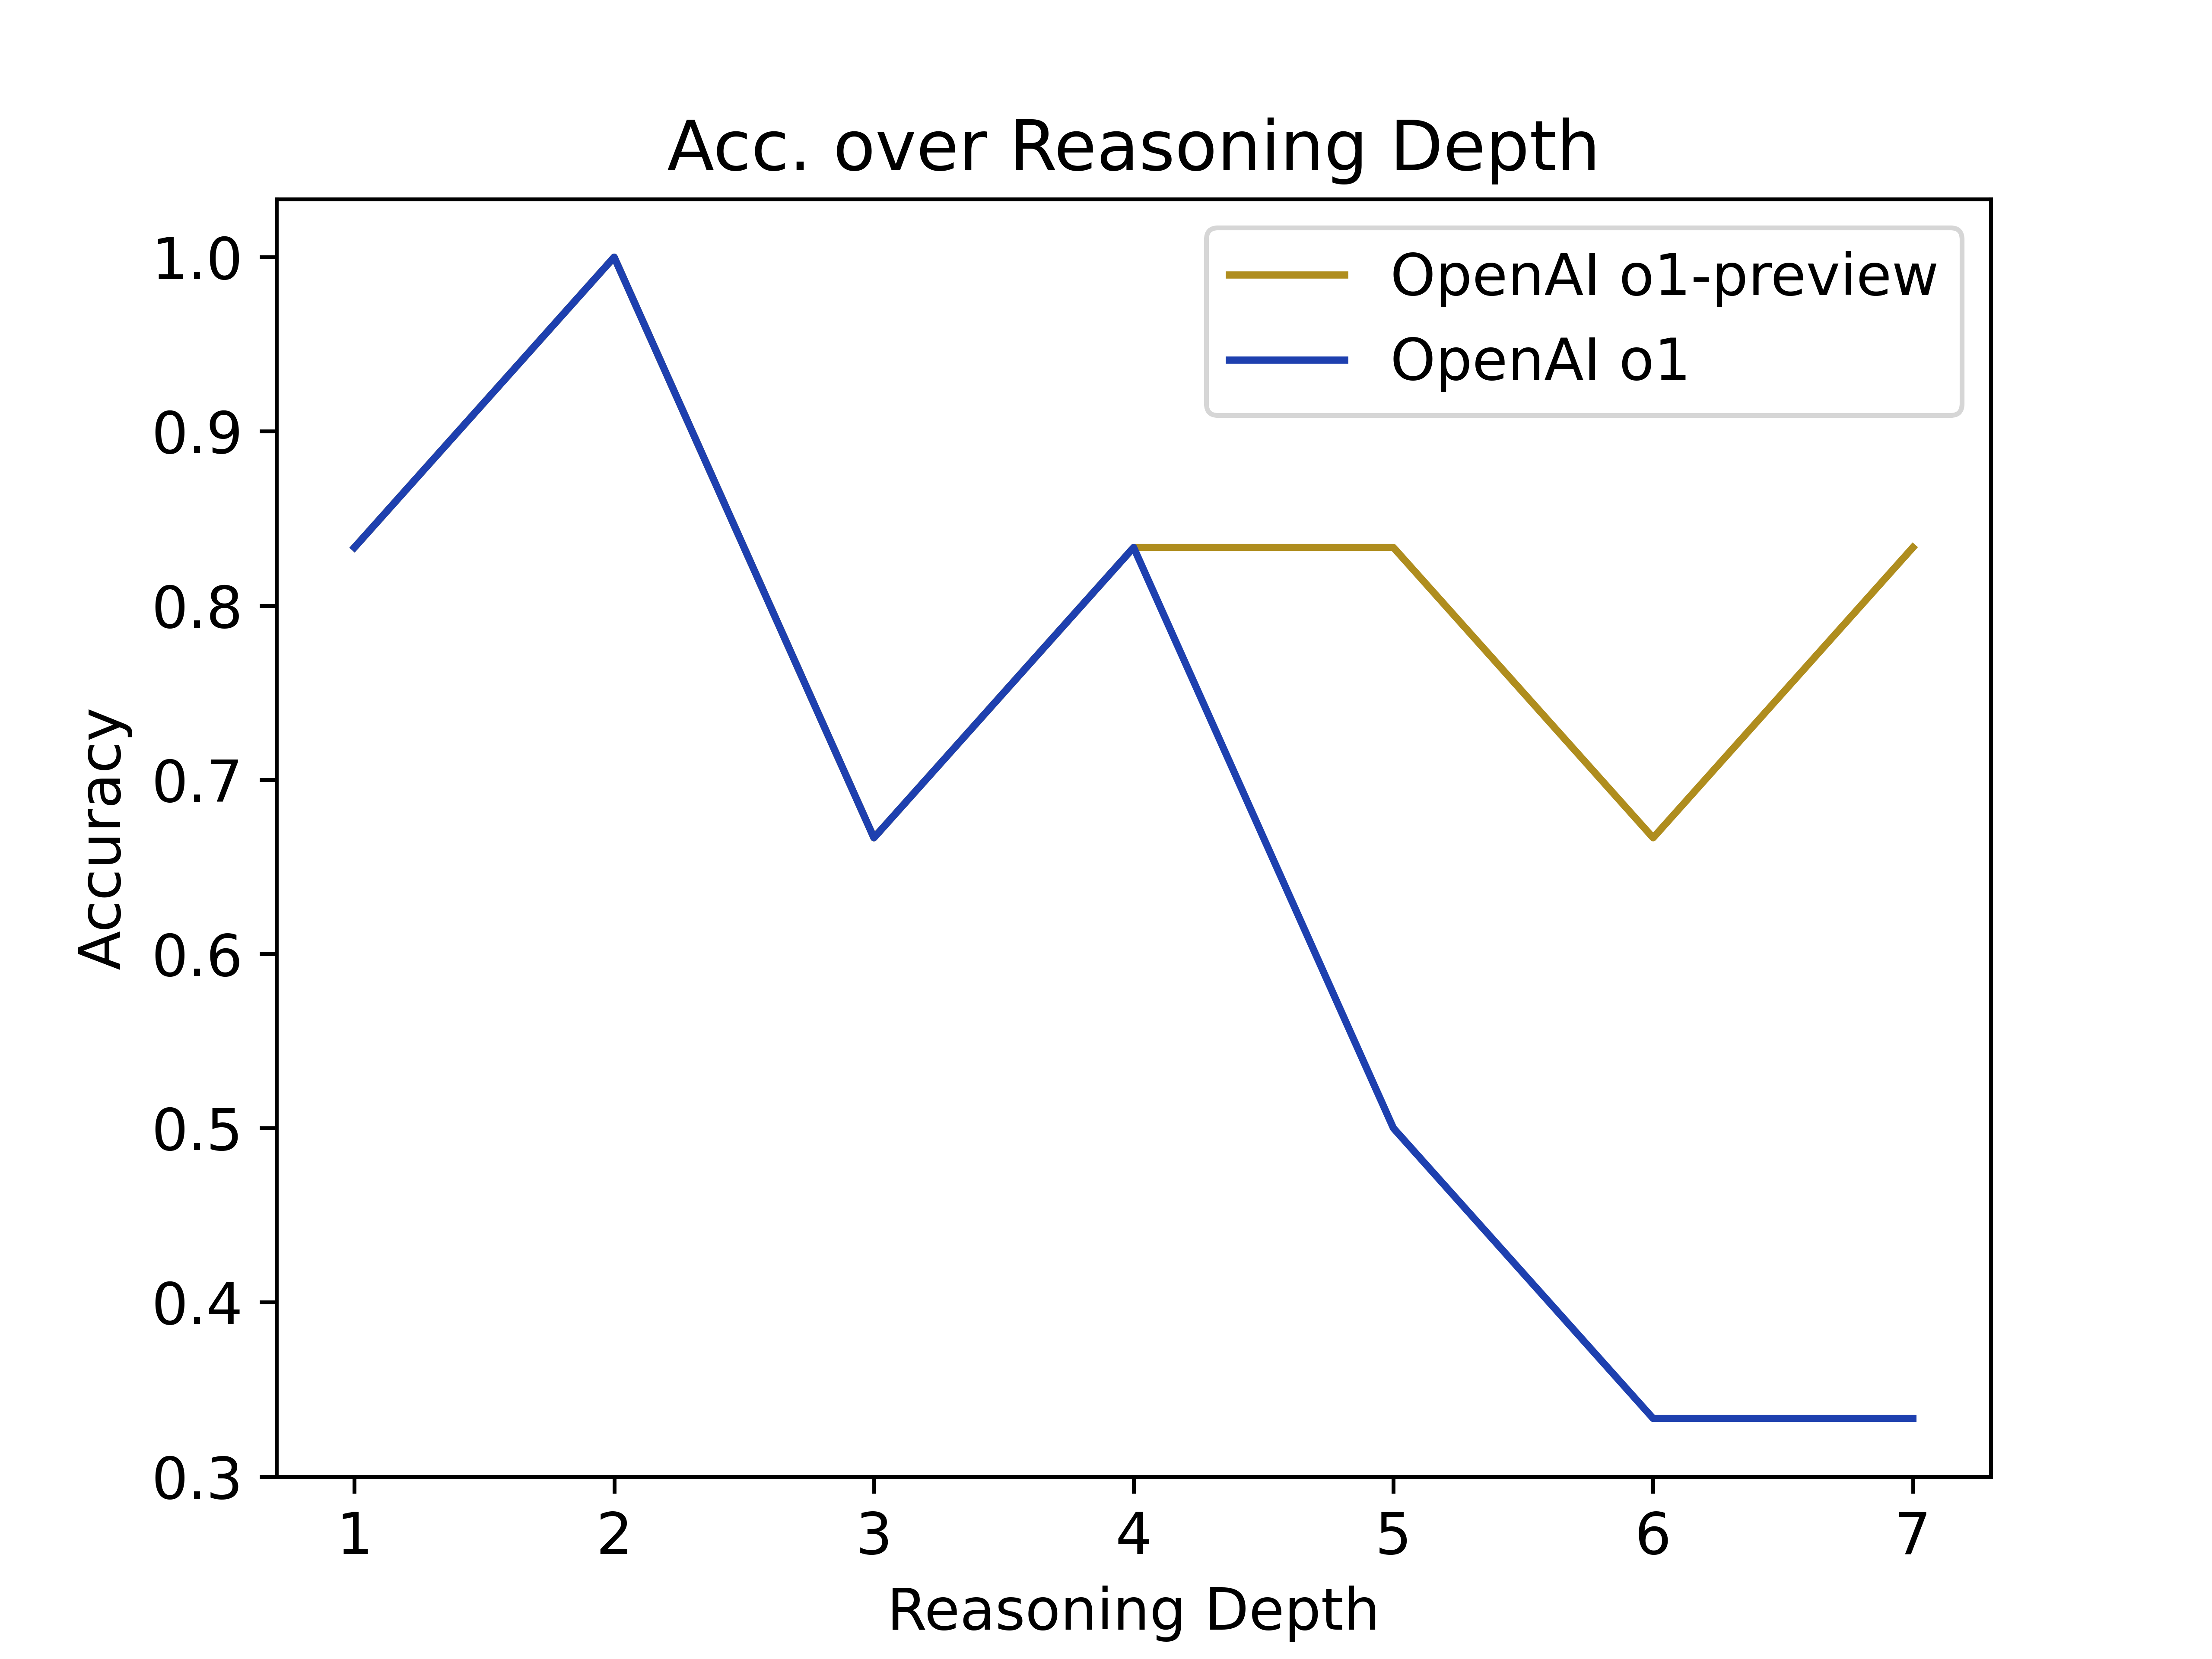 Acc. over Reasoning Depth
OpenAI o1-preview
OpenAI o1
Accuracy
1.0
0.9
0.8
0.7
0.6
0.5
0.4
0.3
1 2 3 4 5 6 7
Reasoning Depth